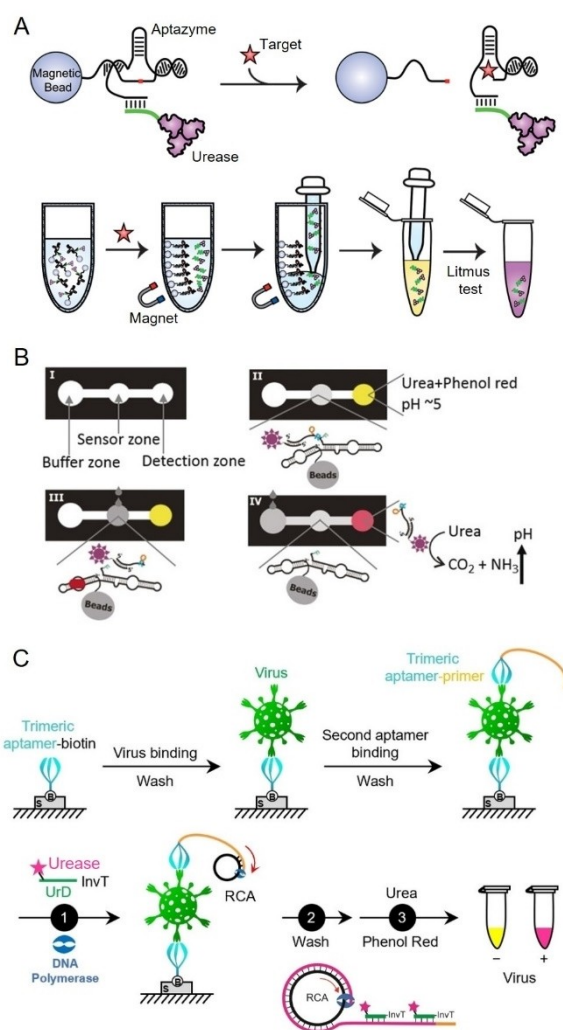 A
Aptazyme
Target
Magnetic
Bead
Urease
Litmus
test
Magnet
B
I
II
Urea+Phenol red
pH ~5
Sensor zone
Buffer zone
Detection zone
Beads
III
IV
Urea
pH
CO2 + NH3
Beads
Beads
C
Virus
Trimeric
aptamer-primer
Trimeric
aptamer-biotin
Virus binding
Wash
Second aptamer
binding
Wash
B
S
B
S
B
S
Urease
InvT
UrD
1
DNA
Polymerase
RCA
B
S
2
Wash
Urea
3
Phenol Red
− +
Virus
RCA
InvT
InvT